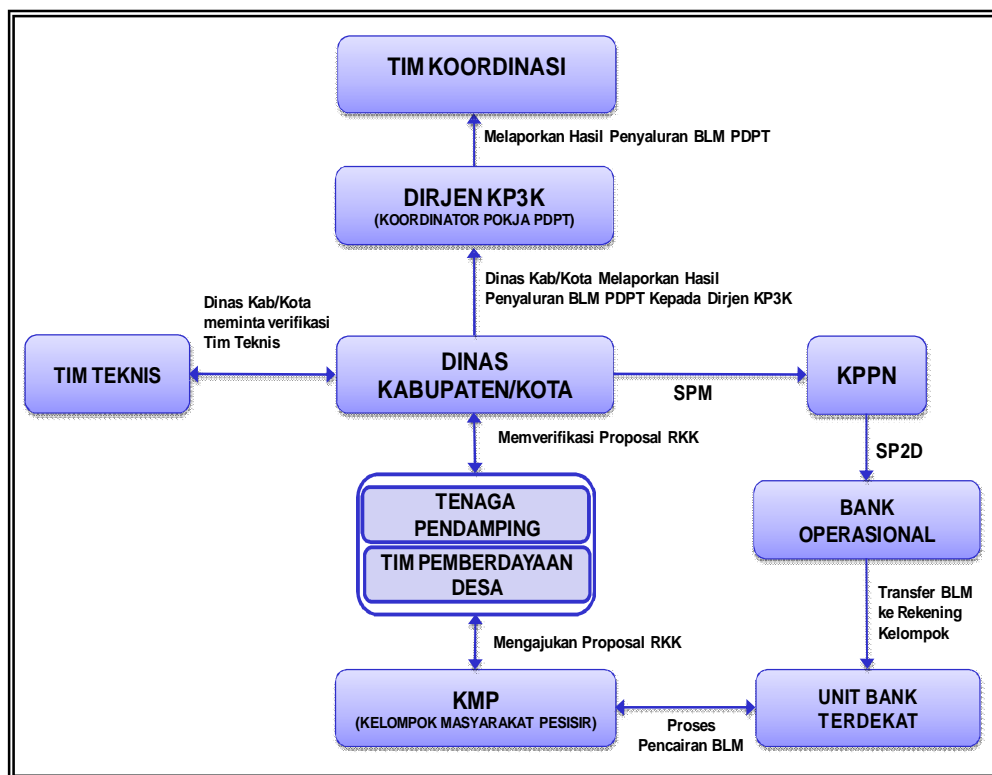 TIM KOORDINASI
Melaporkan Hasil Penyaluran BLM PDPT
DIRJEN KP3K
(KOORDINATOR POKJA PDPT)
Dinas Kab/Kota Melaporkan Hasil
Penyaluran BLM PDPT Kepada Dirjen KP3K
Dinas Kab/Kota
meminta verifikasi
Tim Teknis
TIM TEKNIS
DINAS
KABUPATEN/KOTA
SPM
KPPN
Memverifikasi Proposal RKK
SP2D
TENAGA
PENDAMPING
TIM PEMBERDAYAAN
DESA
BANK
OPERASIONAL
Transfer BLM
ke Rekening
Kelompok
Mengajukan Proposal RKK
KMP
(KELOMPOK MASYARAKAT PESISIR)
Proses
Pencairan BLM
UNIT BANK
TERDEKAT